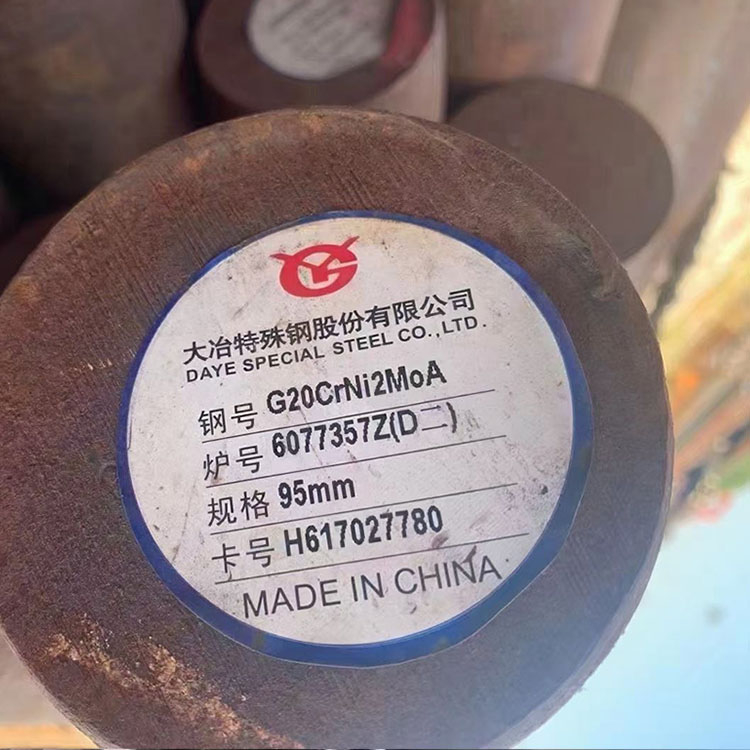 大冶特殊钢股份有限公司
DAYE SPECIAL STEEL CO.,LTD.
钢号 G20CrNi2MoA
炉号 6077357Z(D二)
规格 95mm
卡号 H617027780
MADE IN CHINA